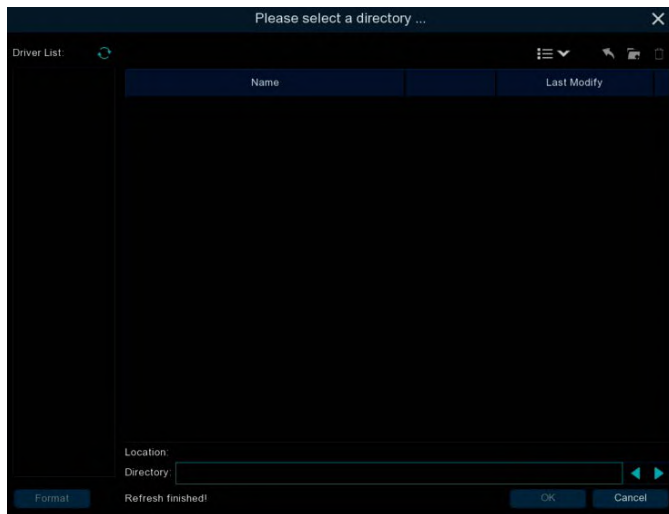 Please select a directory ...
Driver List:
Name
Last Modify
Location:
Directory:
Format
Refresh finished!
OK
Cancel